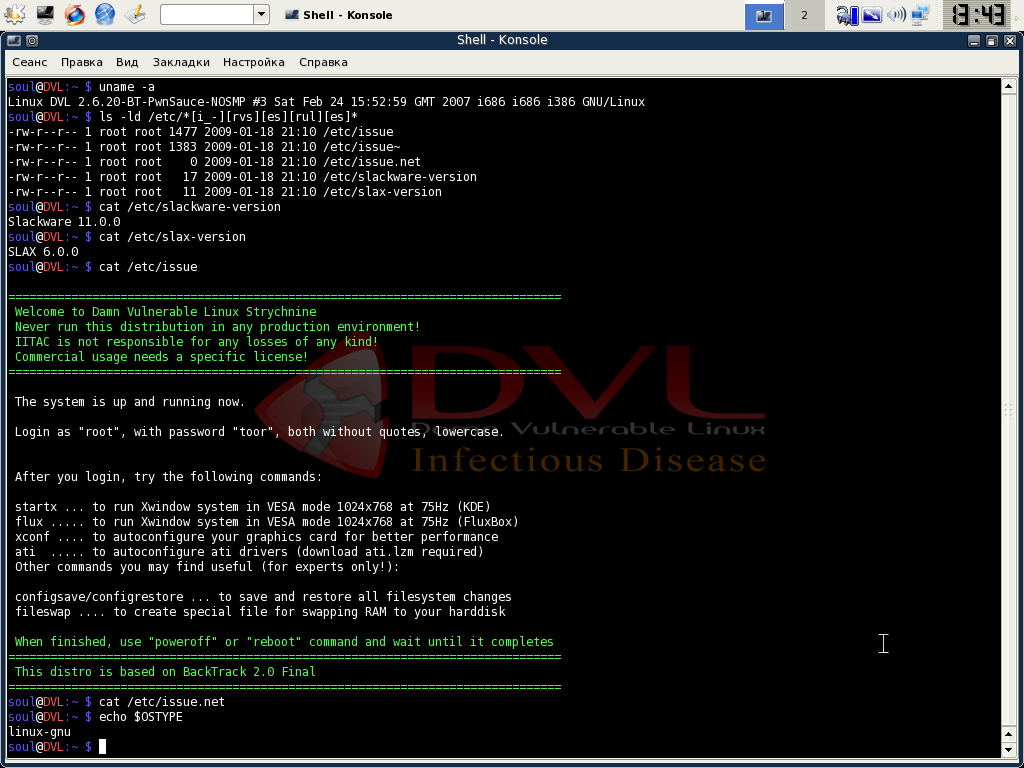 Shell - Konsole
2
13:43
Shell - Konsole
Сеанс Правка Вид Закладки Настройка Справка
soul@DVL:~ $ uname -a
Linux DVL 2.6.20-BT-PwnSauce-NOSMP #3 Sat Feb 24 15:52:59 GMT 2007 i686 i686 i386 GNU/Linux
soul@DVL:~ $ ls -ld /etc/*[i_-][rvs][es][rul][es]*
-rw-r--r-- 1 root root 1477 2009-01-18 21:10 /etc/issue
-rw-r--r-- 1 root root 1383 2009-01-18 21:10 /etc/issue~
-rw-r--r-- 1 root root    0 2009-01-18 21:10 /etc/issue.net
-rw-r--r-- 1 root root   17 2009-01-18 21:10 /etc/slackware-version
-rw-r--r-- 1 root root   11 2009-01-18 21:10 /etc/slax-version
soul@DVL:~ $ cat /etc/slackware-version
Slackware 11.0.0
soul@DVL:~ $ cat /etc/slax-version
SLAX 6.0.0
soul@DVL:~ $ cat /etc/issue
===============================================================================
Welcome to Damn Vulnerable Linux Strychnine
Never run this distribution in any production environment!
IITAC is not responsible for any losses of any kind!
Commercial usage needs a specific license!
===============================================================================
The system is up and running now.
Login as "root", with password "toor", both without quotes, lowercase.
After you login, try the following commands:
startx ... to run Xwindow system in VESA mode 1024x768 at 75Hz (KDE)
flux ..... to run Xwindow system in VESA mode 1024x768 at 75Hz (FluxBox)
xconf .... to autoconfigure your graphics card for better performance
ati  ..... to autoconfigure ati drivers (download ati.lzm required)
Other commands you may find useful (for experts only!):
configsave/configrestore ... to save and restore all filesystem changes
fileswap .... to create special file for swapping RAM to your harddisk
When finished, use "poweroff" or "reboot" command and wait until it completes
===============================================================================
This distro is based on BackTrack 2.0 Final
===============================================================================
soul@DVL:~ $ cat /etc/issue.net
soul@DVL:~ $ echo $OSTYPE
linux-gnu
soul@DVL:~ $
DVL
Damn Vulnerable Linux
Infectious Disease